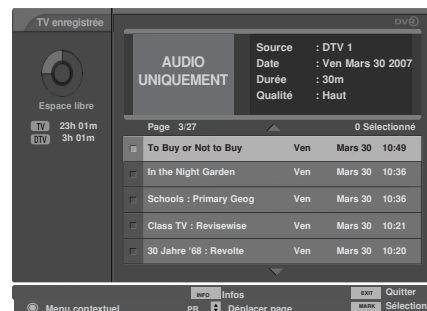 TV enregistrée
DVR
AUDIO UNIQUEMENT
Source : DTV 1
Date : Ven Mars 30 2007
Durée : 30m
Qualité : Haut
Espace libre
TV 23h 01m
DTV 3h 01m
Page 3/27 0 Sélectionné
To Buy or Not to Buy Ven Mars 30 10:49
In the Night Garden Ven Mars 30 10:36
Schools : Primary Geog Ven Mars 30 10:36
Class TV : Revisewise Ven Mars 30 10:21
30 Jahre '68 : Revolte Ven Mars 30 10:20
INFO Infos EXIT Quitter
Menu contextuel PR Déplacer page MARK Sélection